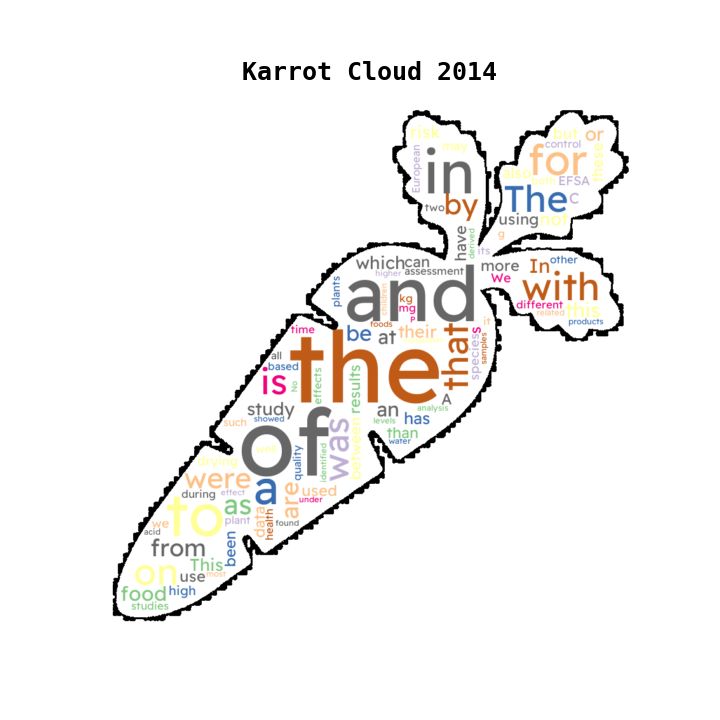 Karrot Cloud 2014
risk
may
but or
control
these
European
in
for
also
both EFSA
two by
The C
using not
g
have
derived
its
which can
higher assessment
more
We
In other
with
plants
and
children
kg
mg
P
different
related this
products
time
foods
be at their
it
species
s
samples
that
the
all
based
is
No
effects
results
A
study
showed
such
an
levels
analysis
has
than
water
of
was
between
well
drying
quality
identified
were
during effect
a
are
used
under
to
as
plant
data
health
found
we
acid
from
been
This
on
use most
food high
studies